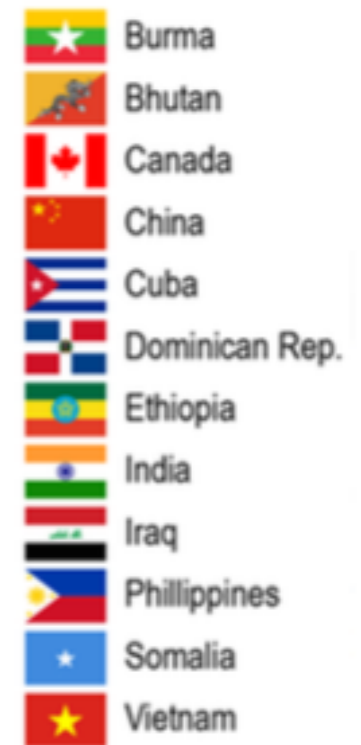 Burma
Bhutan
Canada
China
Cuba
Dominican Rep.
Ethiopia
India
Iraq
Phillippines
Somalia
Vietnam